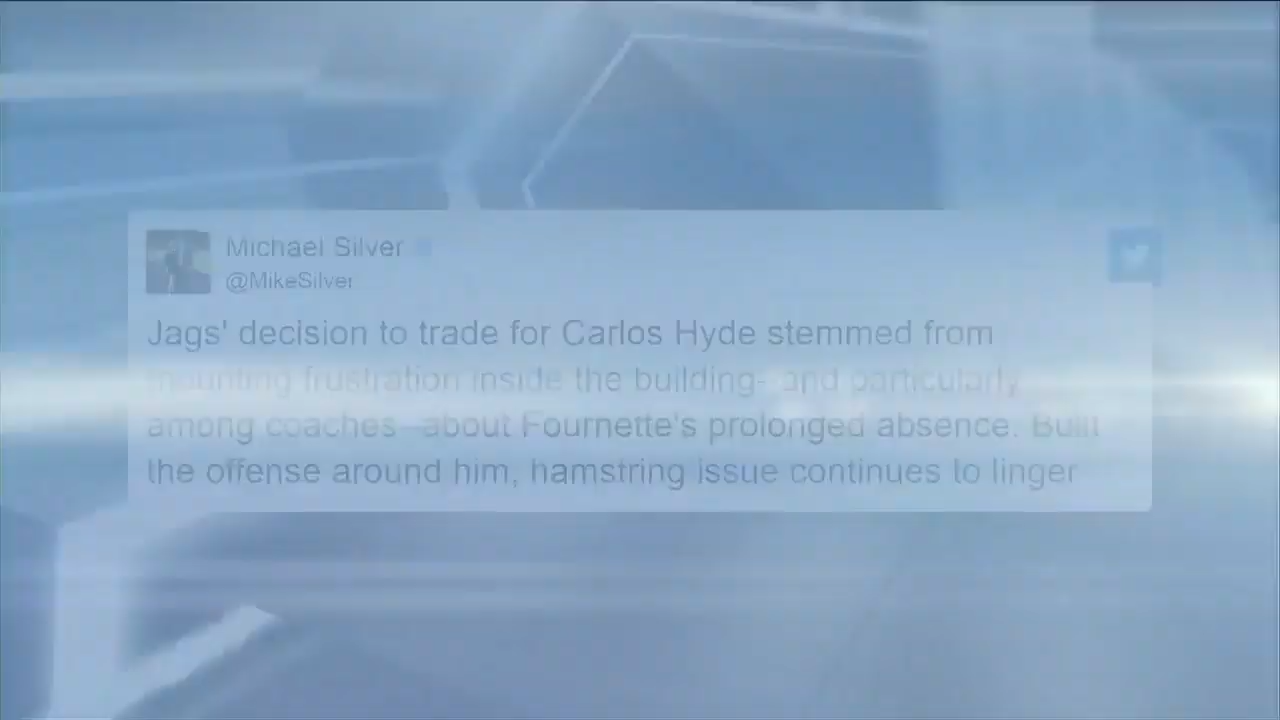 Michael Silver
@MikeSilver
Jags' decision to trade for Carlos Hyde stemmed from
mounting frustration inside the building- and particularly
among coaches--about Fournette's prolonged absence. Built
the offense around him, hamstring issue continues to linger